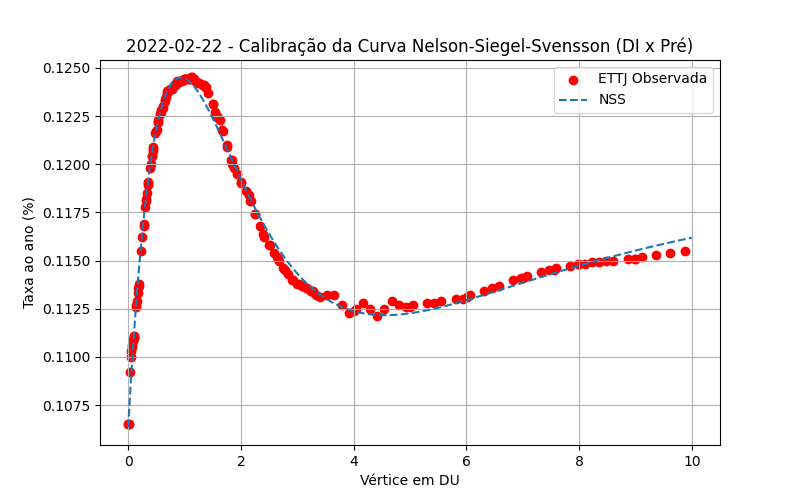 2022-02-22 - Calibração da Curva Nelson-Siegel-Svensson (DI x Pré)
ETTJ Observada
NSS
Taxa ao ano (%)
0.1250
0.1225
0.1200
0.1175
0.1150
0.1125
0.1100
0.1075
0
2
4
6
8
10
Vértice em DU